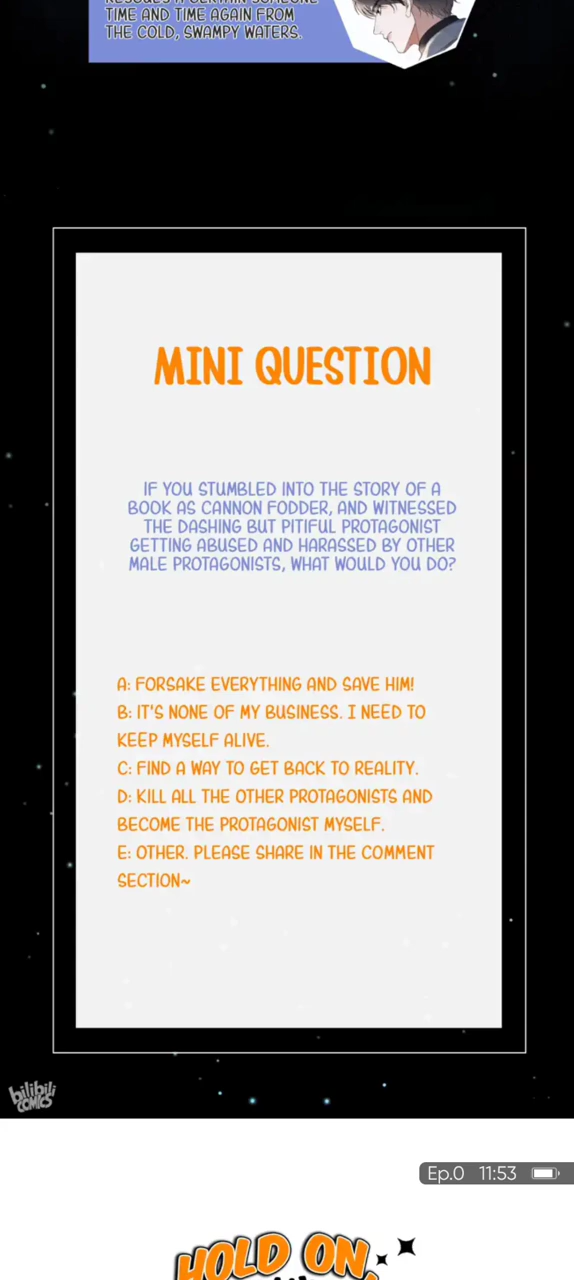 RESCUES A CERTAIN SOMEONE
TIME AND TIME AGAIN FROM
THE COLD, SWAMPY WATERS.
MINI QUESTION
IF YOU STUMBLED INTO THE STORY OF A
BOOK AS CANNON FODDER, AND WITNESSED
THE DASHING BUT PITIFUL PROTAGONIST
GETTING ABUSED AND HARASSED BY OTHER
MALE PROTAGONISTS, WHAT WOULD YOU DO?
A: FORSAKE EVERYTHING AND SAVE HIM!
B: IT'S NONE OF MY BUSINESS. I NEED TO
KEEP MYSELF ALIVE.
C: FIND A WAY TO GET BACK TO REALITY.
D: KILL ALL THE OTHER PROTAGONISTS AND
BECOME THE PROTAGONIST MYSELF.
E: OTHER. PLEASE SHARE IN THE COMMENT
SECTION~
bilibili
COMICS
Ep.0 11:53
HOLD ON,